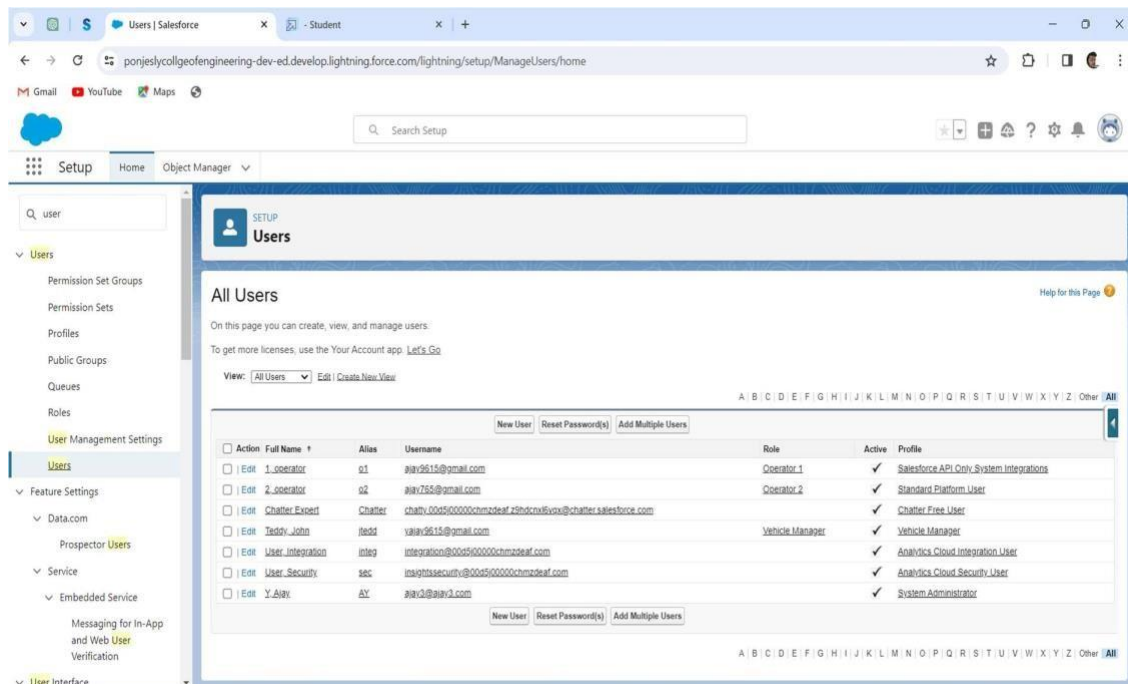 Users | Salesforce
- Student
ponjeslycollgeofengineering-dev-ed.develop.lightning.force.com/lightning/setup/ManageUsers/home
Gmail YouTube Maps
Search Setup
Setup Home Object Manager
user
Users
Permission Set Groups
Permission Sets
Profiles
Public Groups
Queues
Roles
User Management Settings
Users
Feature Settings
Data.com
Prospector Users
Service
Embedded Service
Messaging for In-App
and Web User
Verification
User Interface
SETUP
Users
All Users
Help for this Page
On this page you can create, view, and manage users.
To get more licenses, use the Your Account app. Let's Go
View: All Users Edit | Create New View
A | B | C | D | E | F | G | H | I | J | K | L | M | N | O | P | Q | R | S | T | U | V | W | X | Y | Z | Other All
New User Reset Password(s) Add Multiple Users
Action Full Name ↑ Alias Username Role Active Profile
| Edit 1, operator o1 ajay9615@gmail.com Operator 1 ✓ Salesforce API Only System Integrations
| Edit 2, operator o2 ajay765@gmail.com Operator 2 ✓ Standard Platform User
| Edit Chatter Expert Chatter ✓ Chatter Free User
| Edit Teddy, John jtedd yajay9615@gmail.com Vehicle Manager ✓ Vehicle Manager
| Edit User, Integration integ integration@00d5j00000chmzdeaf.com ✓ Analytics Cloud Integration User
| Edit User, Security sec insightssecurity@00d5j00000chmzdeaf.com ✓ Analytics Cloud Security User
| Edit Y, Ajay AY ajay3@ajay3.com ✓ System Administrator
New User Reset Password(s) Add Multiple Users
A | B | C | D | E | F | G | H | I | J | K | L | M | N | O | P | Q | R | S | T | U | V | W | X | Y | Z | Other All